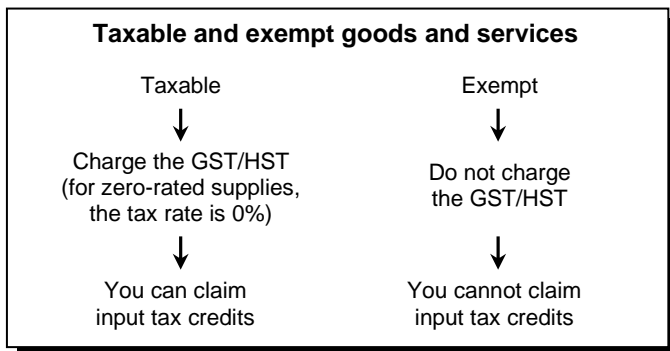 Taxable and exempt goods and services
Taxable
Charge the GST/HST
(for zero-rated supplies,
the tax rate is 0%)
You can claim
input tax credits
Exempt
Do not charge
the GST/HST
You cannot claim
input tax credits